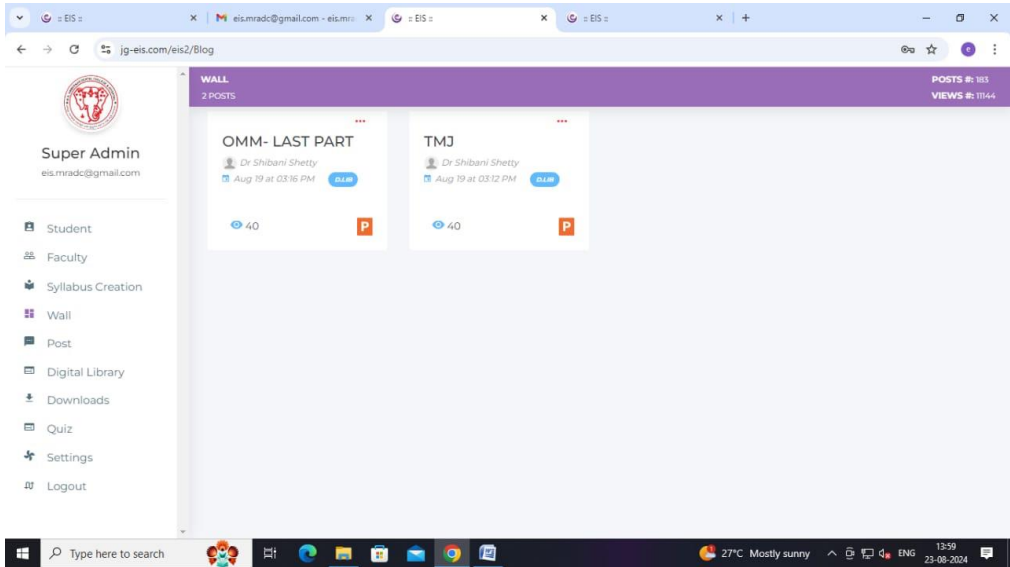 :: EIS ::
eis.mradc@gmail.com - eis.mra
:: EIS ::
:: EIS ::
jg-eis.com/eis2/Blog
e
WALL
2 POSTS
POSTS #: 183
VIEWS #: 11144
Super Admin
eis.mradc@gmail.com
Student
Faculty
Syllabus Creation
Wall
Post
Digital Library
Downloads
Quiz
Settings
Logout
OMM- LAST PART
Dr Shibani Shetty
Aug 19 at 03:16 PM
D.LIB
40
P
TMJ
Dr Shibani Shetty
Aug 19 at 03:12 PM
D.LIB
40
P
Type here to search
27°C Mostly sunny
ENG
13:59
23-08-2024